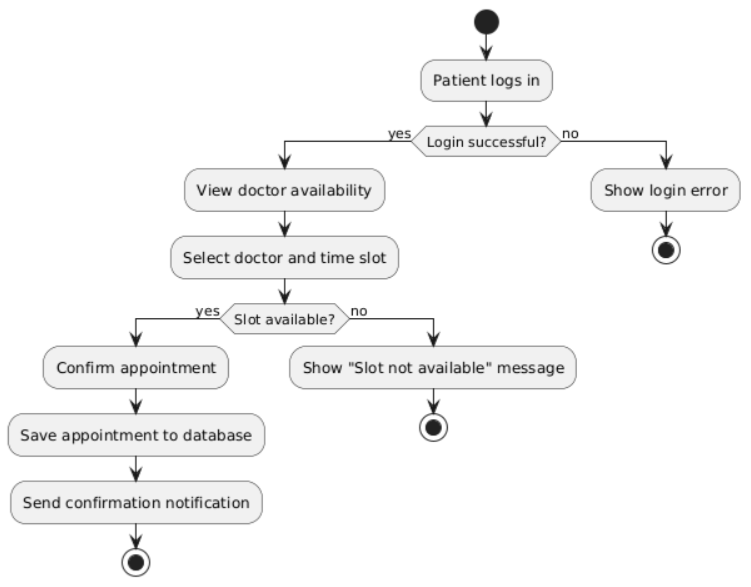 Patient logs in
yes
Login successful?
no
View doctor availability
Show login error
Select doctor and time slot
yes
Slot available?
no
Confirm appointment
Show "Slot not available" message
Save appointment to database
Send confirmation notification